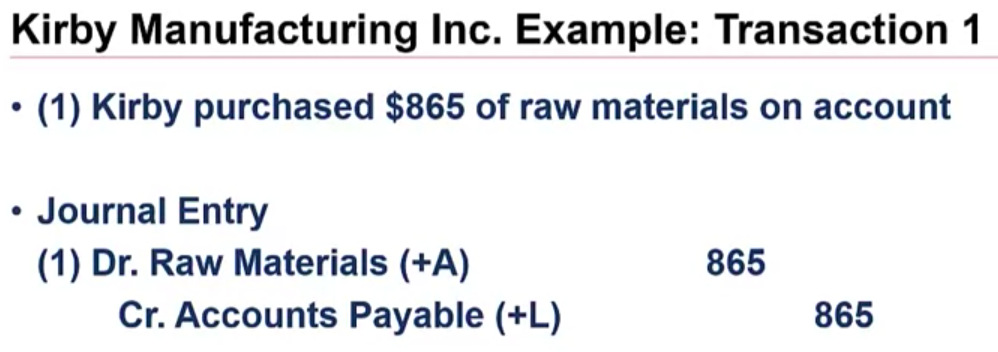 Kirby Manufacturing Inc. Example: Transaction 1
• (1) Kirby purchased $865 of raw materials on account
• Journal Entry
(1) Dr. Raw Materials (+A) 865
Cr. Accounts Payable (+L) 865